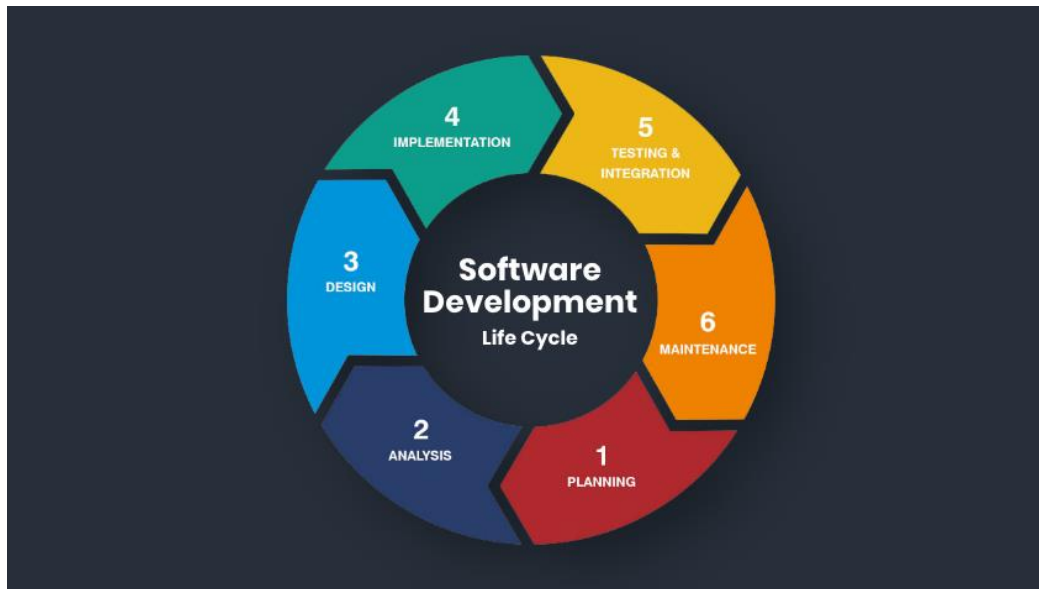 Software
Development
Life Cycle
1
PLANNING
2
ANALYSIS
3
DESIGN
4
IMPLEMENTATION
5
TESTING &
INTEGRATION
6
MAINTENANCE